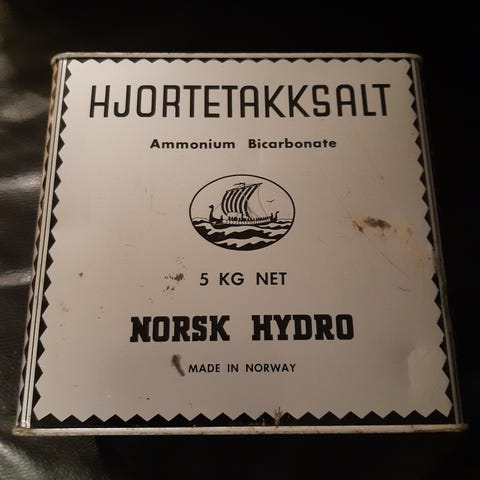 HJORTETAKKSALT
Ammonium Bicarbonate
5 KG NET
NORSK HYDRO
MADE IN NORWAY